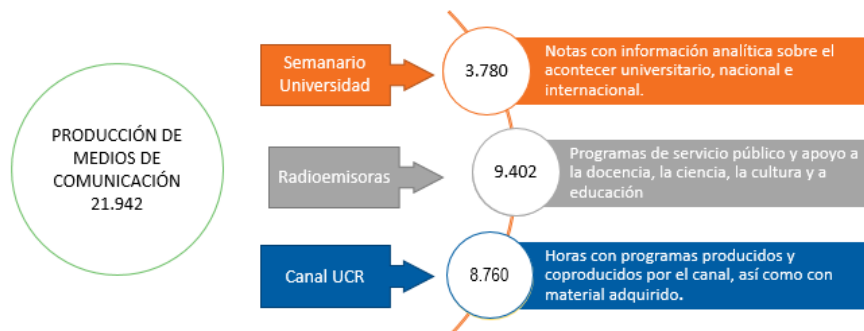 PRODUCCIÓN DE
MEDIOS DE
COMUNICACIÓN
21.942
Semanario
Universidad
3.780
Notas con información analítica sobre el
acontecer universitario, nacional e
internacional.
Radioemisoras
9.402
Programas de servicio público y apoyo a
la docencia, la ciencia, la cultura y a
educación
Canal UCR
8.760
Horas con programas producidos y
coproducidos por el canal, así como con
material adquirido.